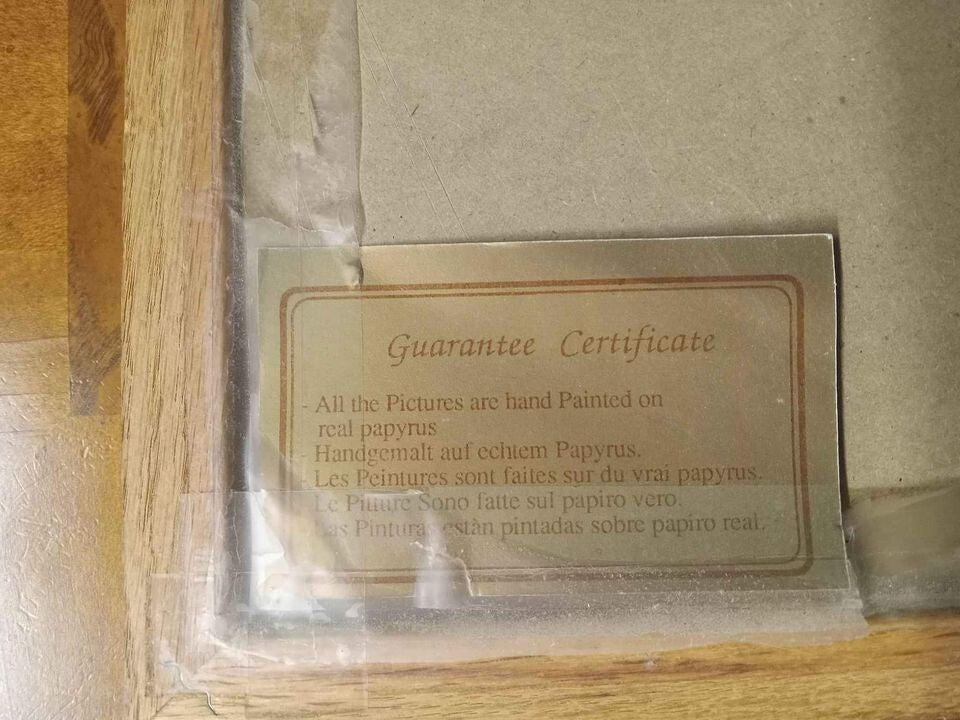 Guarantee Certificate
- All the Pictures are hand Painted on
real papyrus
- Handgemalt auf echtem Papyrus.
- Les Peintures sont faites sur du vrai papyrus.
Le Pitture Sono fatte sul papiro vero.
Las Pinturas estàn pintadas sobre papiro real.